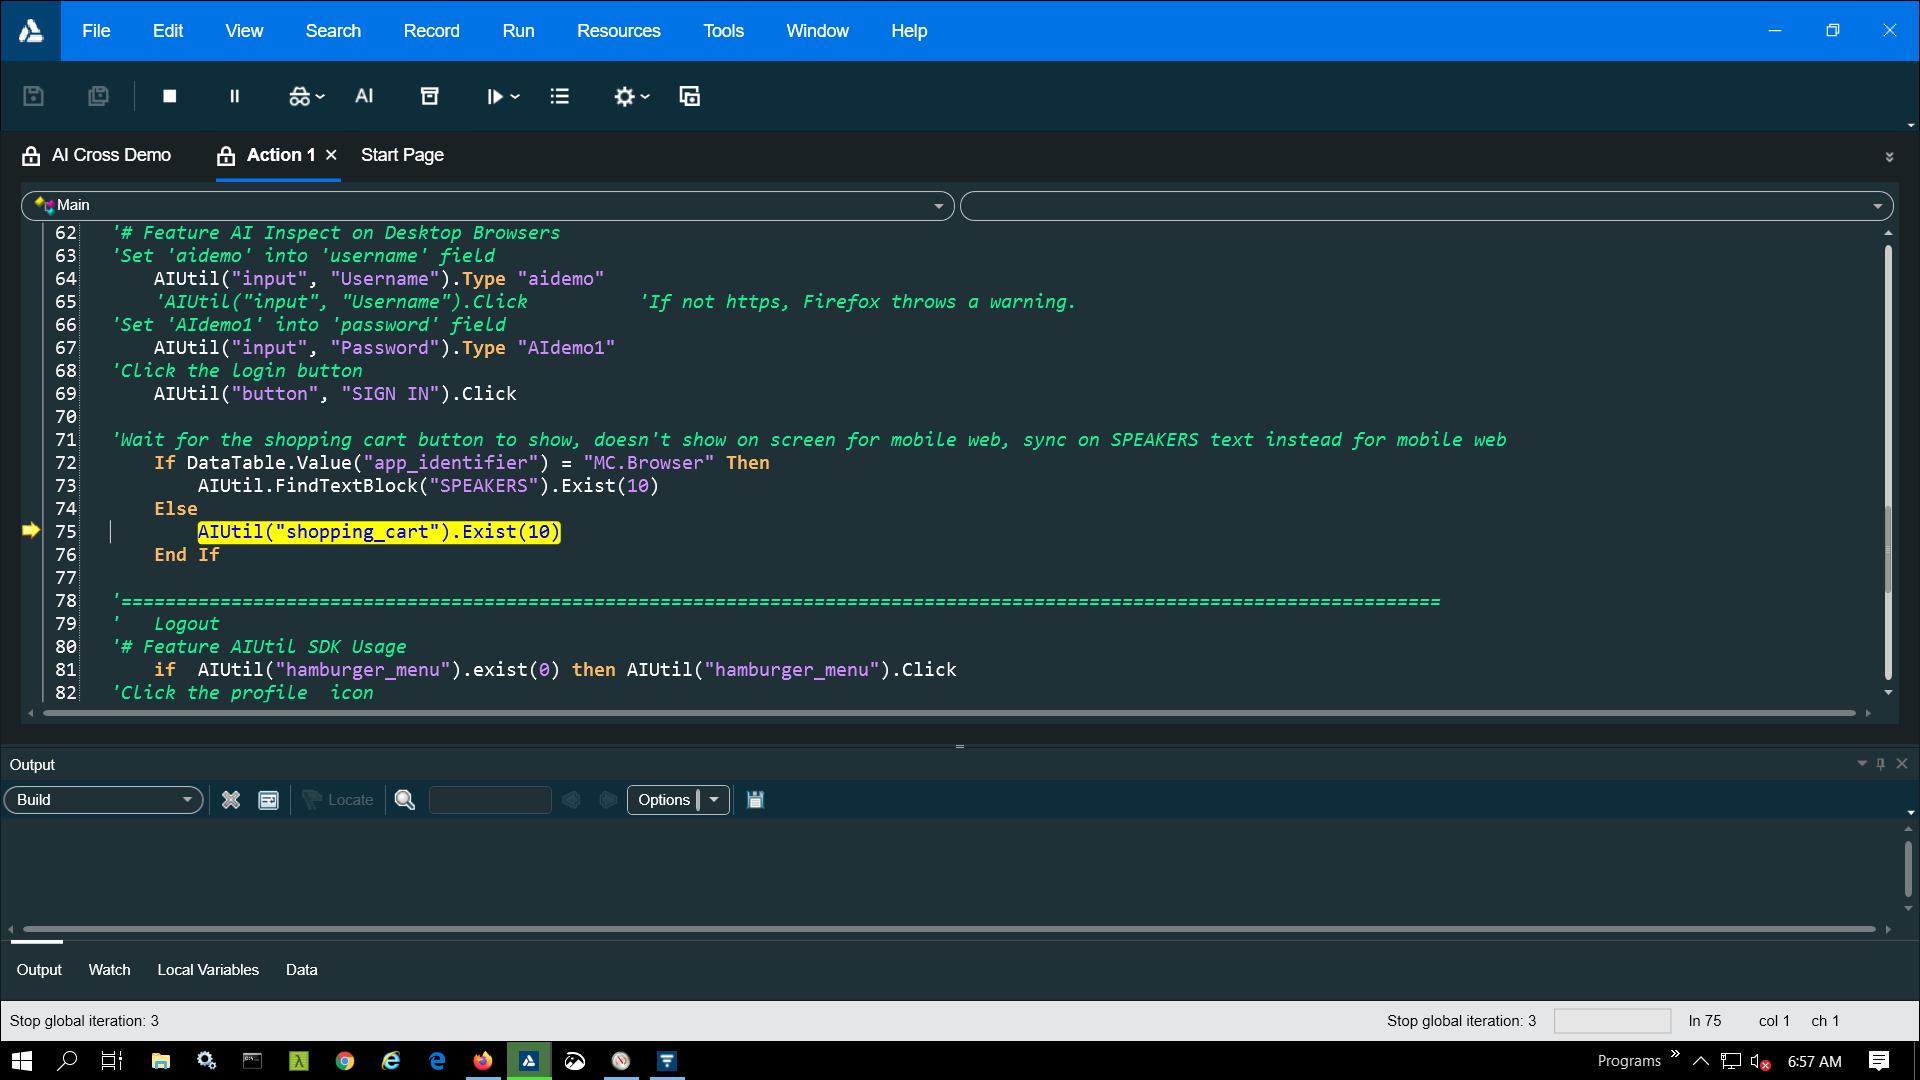 File Edit View Search Record Run Resources Tools Window Help
AI
AI Cross Demo Action 1 Start Page
Main
62 '# Feature AI Inspect on Desktop Browsers
63 'Set 'aidemo' into 'username' field
64 AIUtil("input", "Username").Type "aidemo"
65 'AIUtil("input", "Username").Click 'If not https, Firefox throws a warning.
66 'Set 'AIdemo1' into 'password' field
67 AIUtil("input", "Password").Type "AIdemo1"
68 'Click the login button
69 AIUtil("button", "SIGN IN").Click
70
71 'Wait for the shopping cart button to show, doesn't show on screen for mobile web, sync on SPEAKERS text instead for mobile web
72 If DataTable.Value("app_identifier") = "MC.Browser" Then
73 AIUtil.FindTextBlock("SPEAKERS").Exist(10)
74 Else
75 AIUtil("shopping_cart").Exist(10)
76 End If
77
78 '========================================================================================================================
79 ' Logout
80 '# Feature AIUtil SDK Usage
81 if AIUtil("hamburger_menu").exist(0) then AIUtil("hamburger_menu").Click
82 'Click the profile icon
Output
Build Locate Options
Output Watch Local Variables Data
Stop global iteration: 3 Stop global iteration: 3 ln 75 col 1 ch 1
Programs 6:57 AM